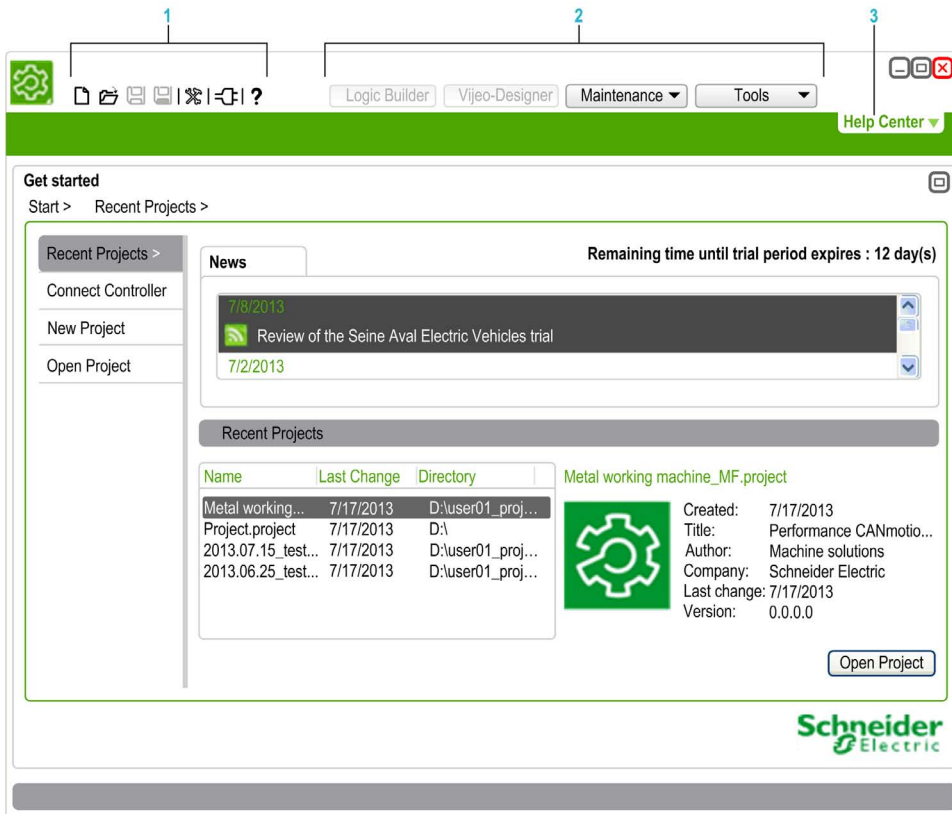 1 2 3
? Logic Builder Vijeo-Designer Maintenance Tools
Help Center
Get started
Start > Recent Projects >
Recent Projects >
Connect Controller
New Project
Open Project
News
Remaining time until trial period expires : 12 day(s)
7/8/2013
Review of the Seine Aval Electric Vehicles trial
7/2/2013
Recent Projects
Name Last Change Directory
Metal working... 7/17/2013 D:\user01_proj...
Project.project 7/17/2013 D:\
2013.07.15_test... 7/17/2013 D:\user01_proj...
2013.06.25_test... 7/17/2013 D:\user01_proj...
Metal working machine_MF.project
Created: 7/17/2013
Title: Performance CANmotio...
Author: Machine solutions
Company: Schneider Electric
Last change: 7/17/2013
Version: 0.0.0.0
Open Project
Schneider
Electric